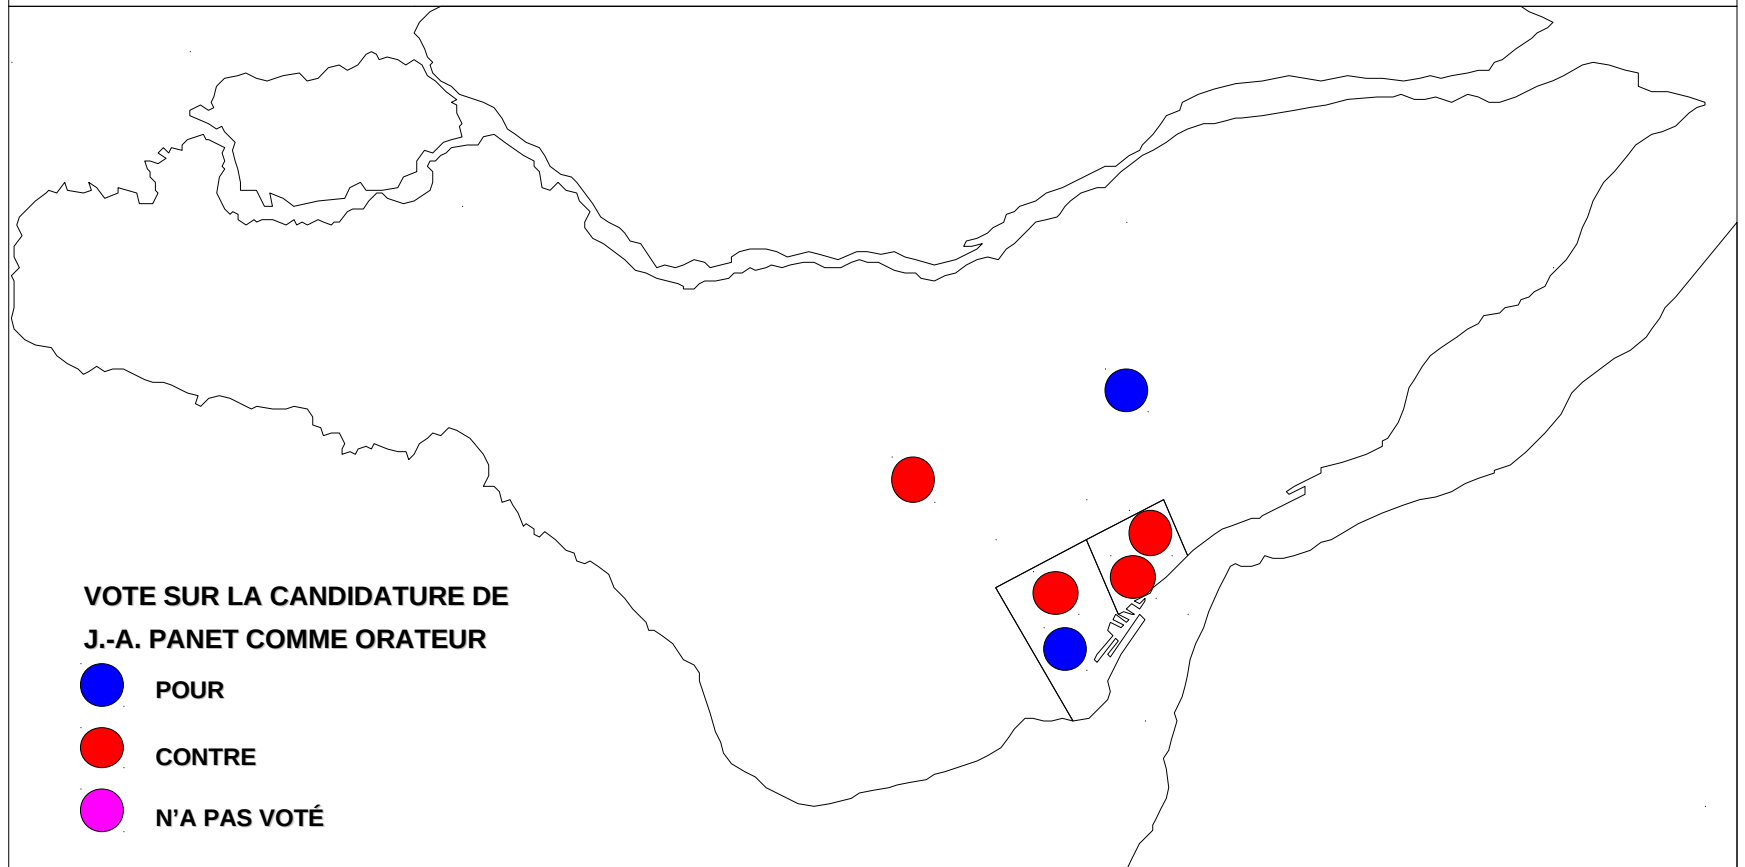 VOTE SUR LA CANDIDATURE DE
J.-A. PANET COMME ORATEUR
POUR
CONTRE
N’A PAS VOTÉ